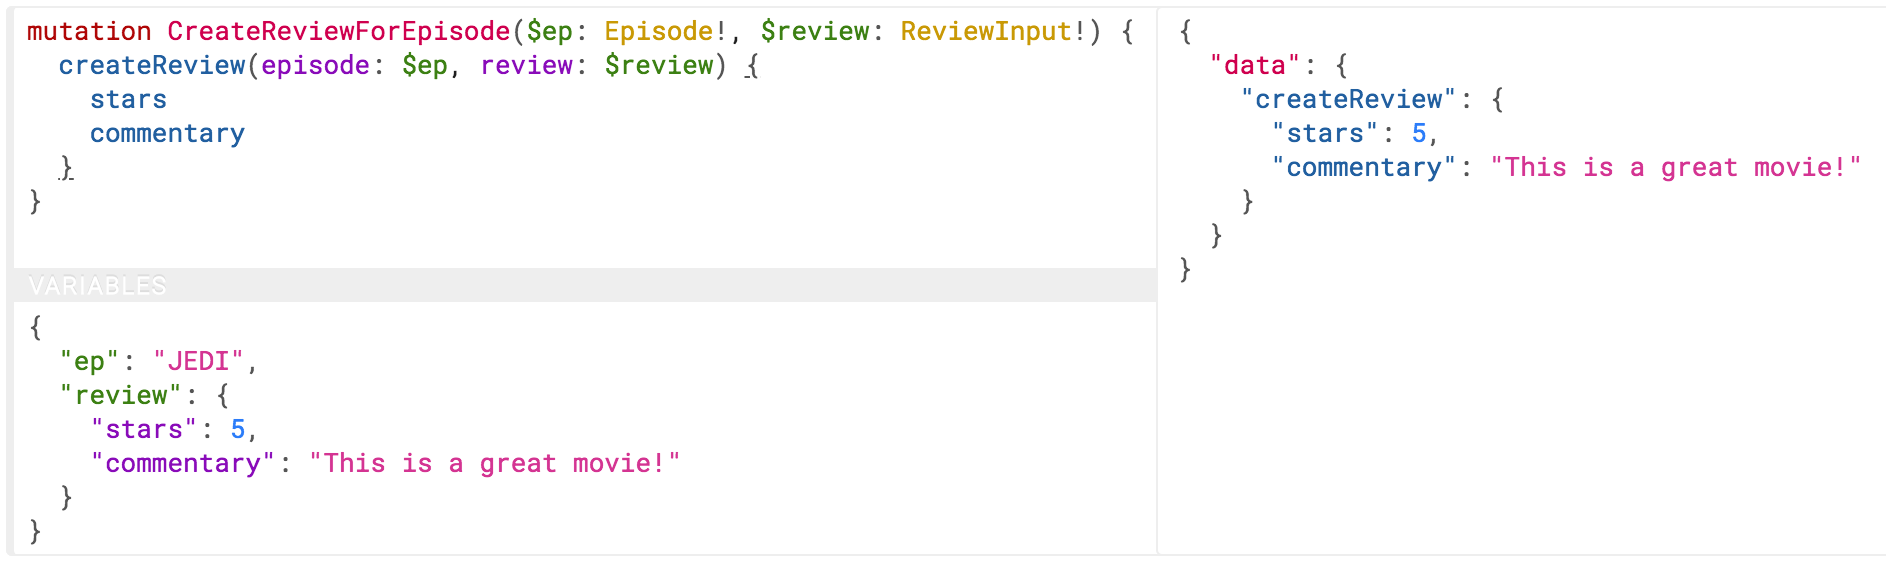 mutation CreateReviewForEpisode($ep: Episode!, $review: ReviewInput!) {
  createReview(episode: $ep, review: $review) {
    stars
    commentary
  }
}
VARIABLES
{
  "ep": "JEDI",
  "review": {
    "stars": 5,
    "commentary": "This is a great movie!"
  }
}
{
  "data": {
    "createReview": {
      "stars": 5,
      "commentary": "This is a great movie!"
    }
  }
}